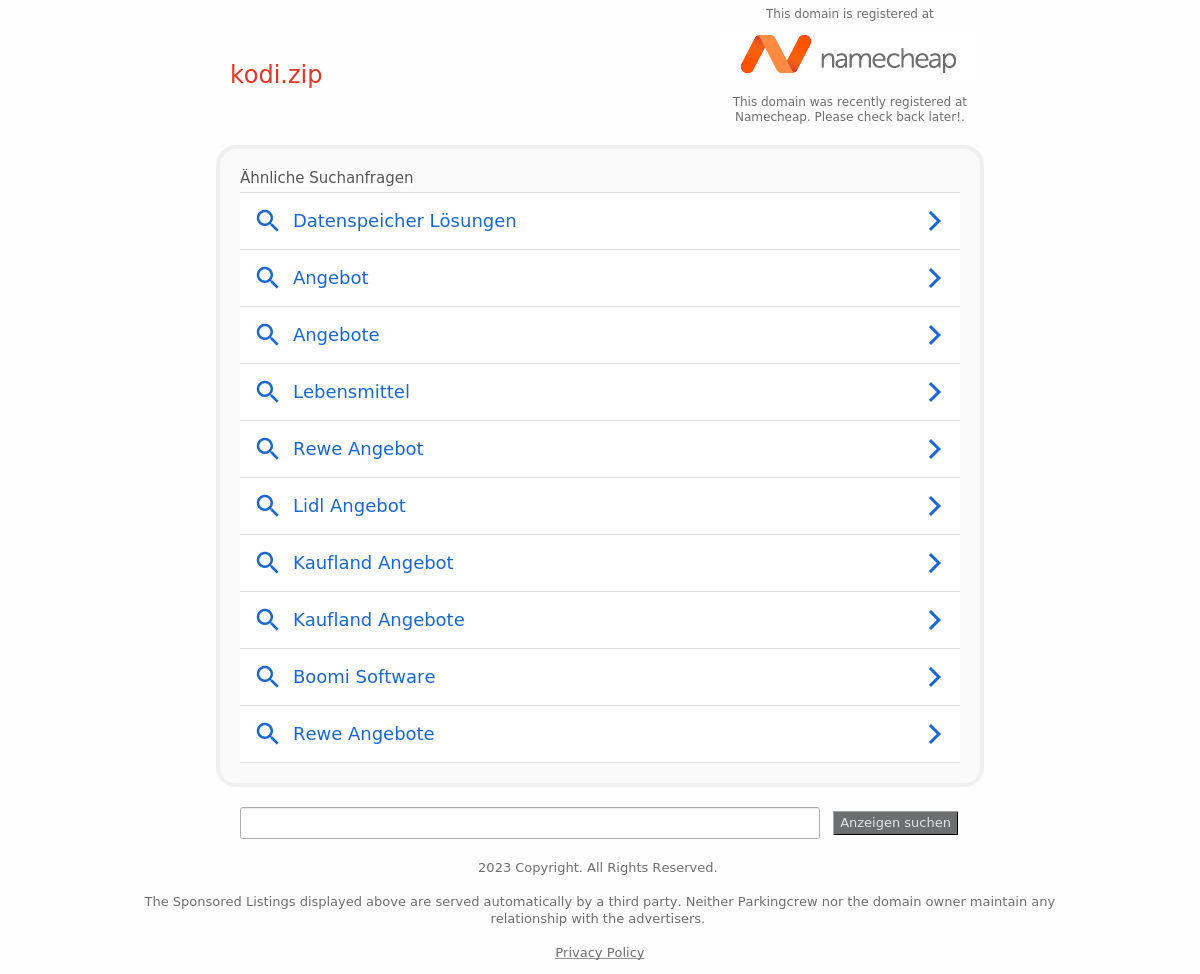 This domain is registered at
kodi.zip
namecheap
This domain was recently registered at
Namecheap. Please check back later!.
Ähnliche Suchanfragen
Datenspeicher Lösungen
Angebot
Angebote
Lebensmittel
Rewe Angebot
Lidl Angebot
Kaufland Angebot
Kaufland Angebote
Boomi Software
Rewe Angebote
Anzeigen suchen
2023 Copyright. All Rights Reserved.
The Sponsored Listings displayed above are served automatically by a third party. Neither Parkingcrew nor the domain owner maintain any
relationship with the advertisers.
Privacy Policy